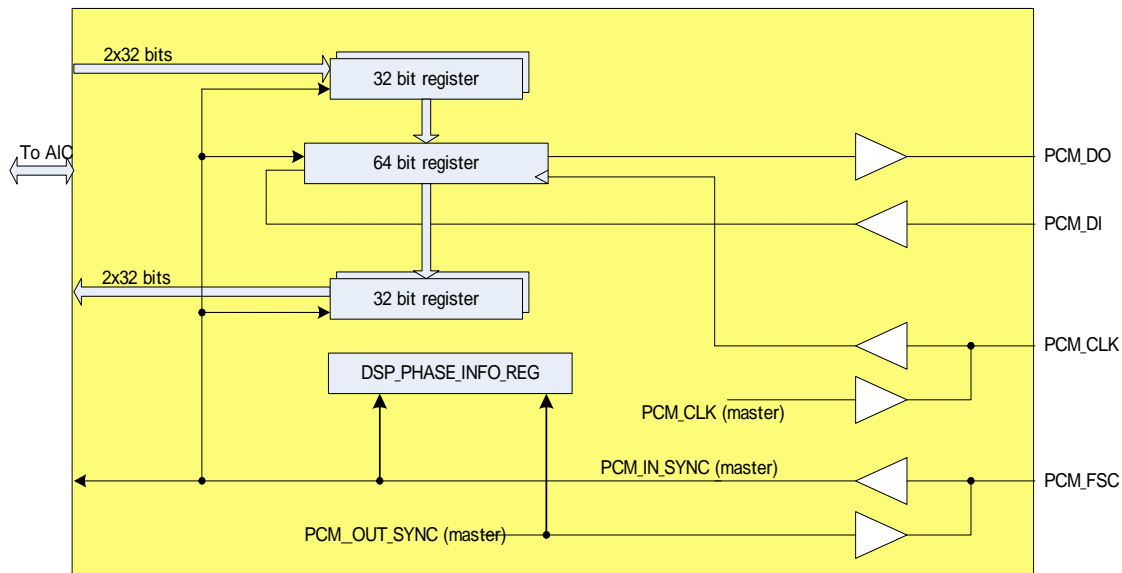 2x32 bits
32 bit register
To AIC
64 bit register
PCM_DO
PCM_DI
2x32 bits
32 bit register
PCM_CLK
DSP_PHASE_INFO_REG
PCM_CLK (master)
PCM_IN_SYNC (master)
PCM_FSC
PCM_OUT_SYNC (master)